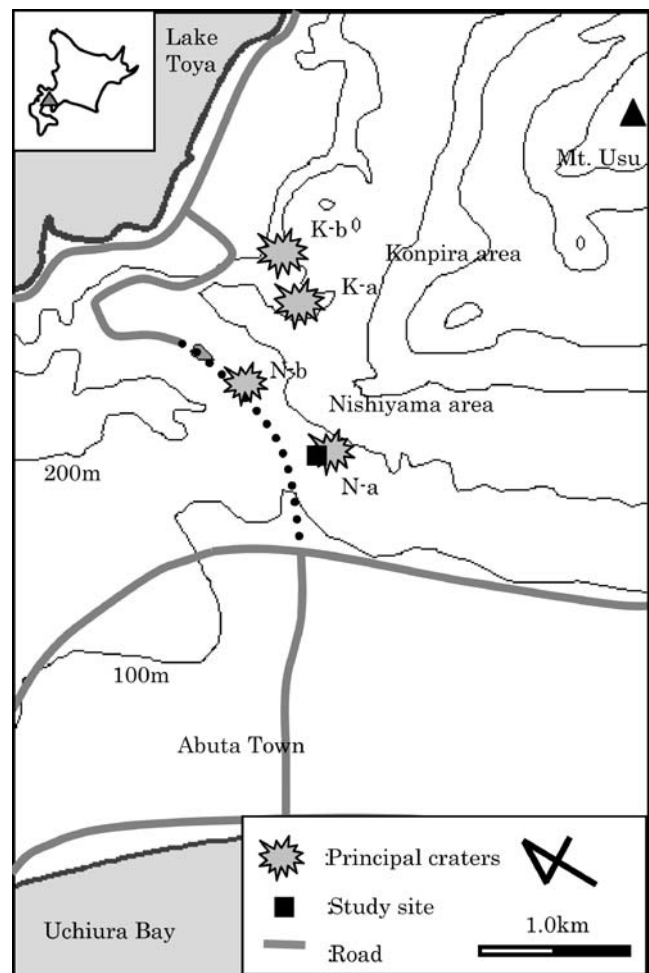 Lake
Toya
Mt. Usu
K-b
Konpira area
K-a
N-b
Nishiyama area
200m
N-a
100m
Abuta Town
:Principal craters
:Study site
1.0km
Uchiura Bay
:Road